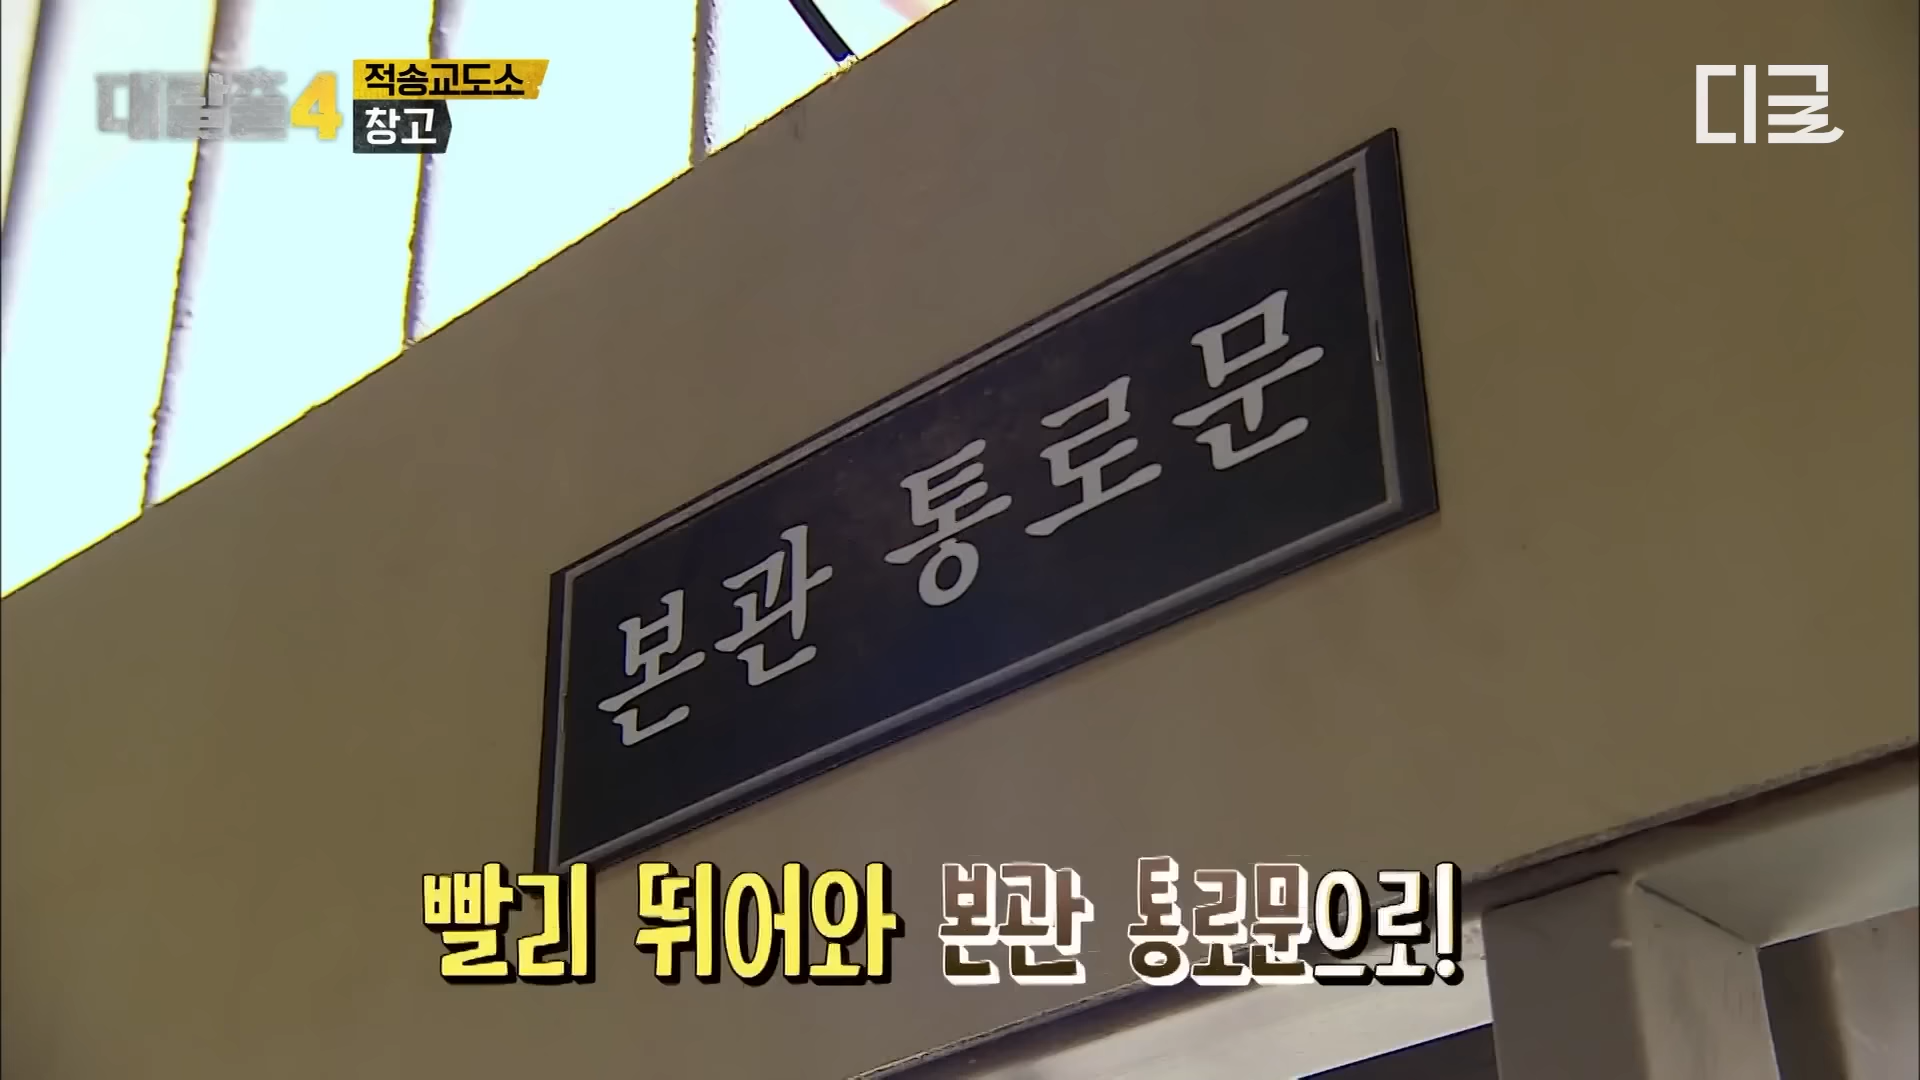 대탈출4
적송교도소
창고
디글
본관 통로문
빨리 뛰어와 본관 통로문으로!